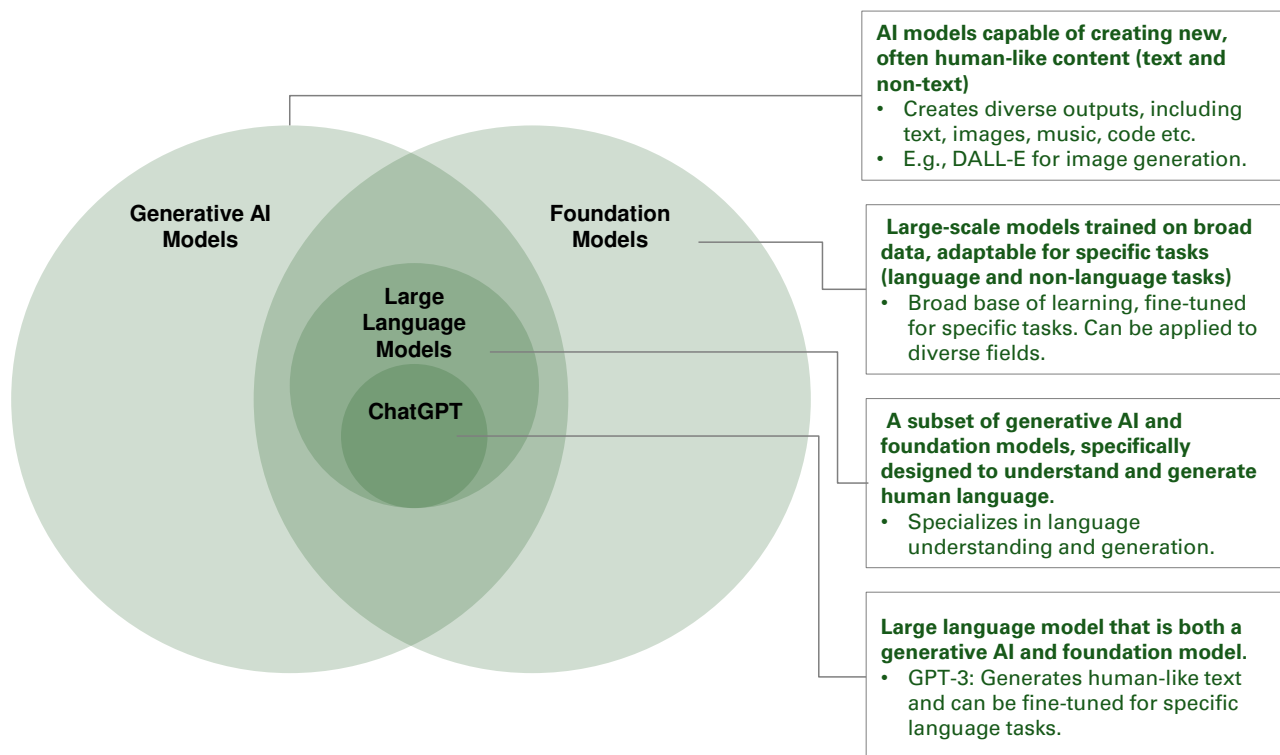 Generative AI
Models
Foundation
Models
Large
Language
Models
ChatGPT
AI models capable of creating new,
often human-like content (text and
non-text)
• Creates diverse outputs, including
text, images, music, code etc.
• E.g., DALL-E for image generation.
Large-scale models trained on broad
data, adaptable for specific tasks
(language and non-language tasks)
• Broad base of learning, fine-tuned
for specific tasks. Can be applied to
diverse fields.
A subset of generative AI and
foundation models, specifically
designed to understand and generate
human language.
• Specializes in language
understanding and generation.
Large language model that is both a
generative AI and foundation model.
• GPT-3: Generates human-like text
and can be fine-tuned for specific
language tasks.